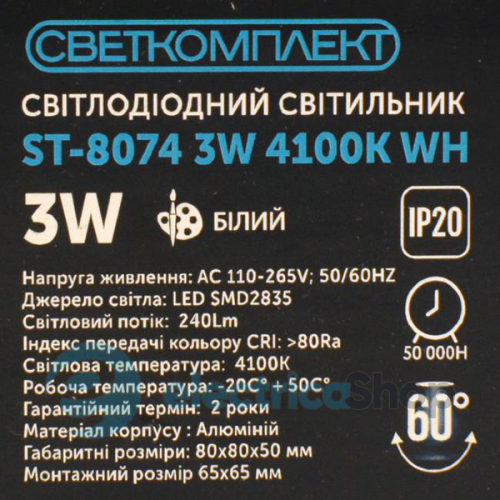 СВЕТКОМПЛЕКТ
СВІТЛОДІОДНИЙ СВІТИЛЬНИК
ST-8074 3W 4100K WH
3W БІЛИЙ IP20
Напруга живлення: AC 110-265V; 50/60HZ
Джерело світла: LED SMD2835
Світловий потік: 240Lm
Індекс передачі кольору CRI: >80Ra
50 000H
Світлова температура: 4100K
Робоча температура: -20C° + 50C°
Гарантійний термін: 2 роки
60°
Матеріал корпусу : Алюміній
Габаритні розміри: 80x80x50 мм
Монтажний розмір 65x65 мм
electricaShop